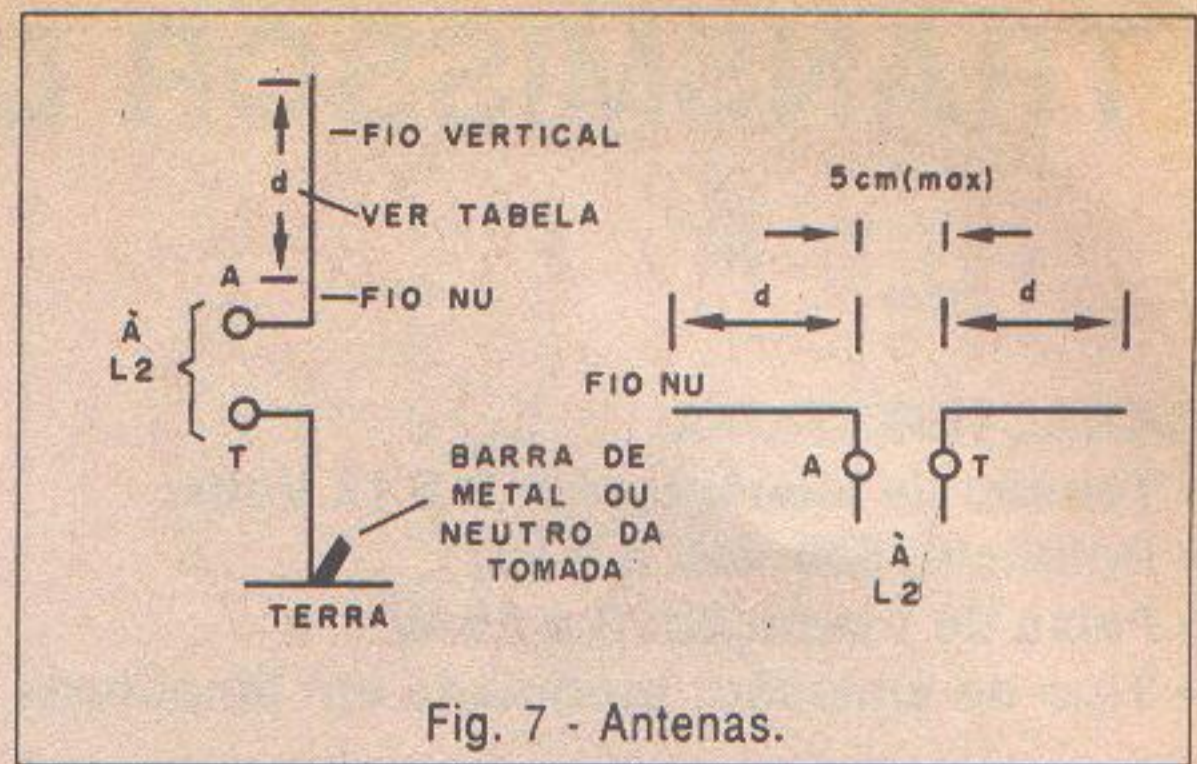 FIO VERTICAL
d
VER TABELA
A
FIO NU
À
L2
T
BARRA DE
METAL OU
NEUTRO DA
TOMADA
TERRA
5cm(max)
d
d
FIO NU
A
T
À
L2
Fig. 7 - Antenas.